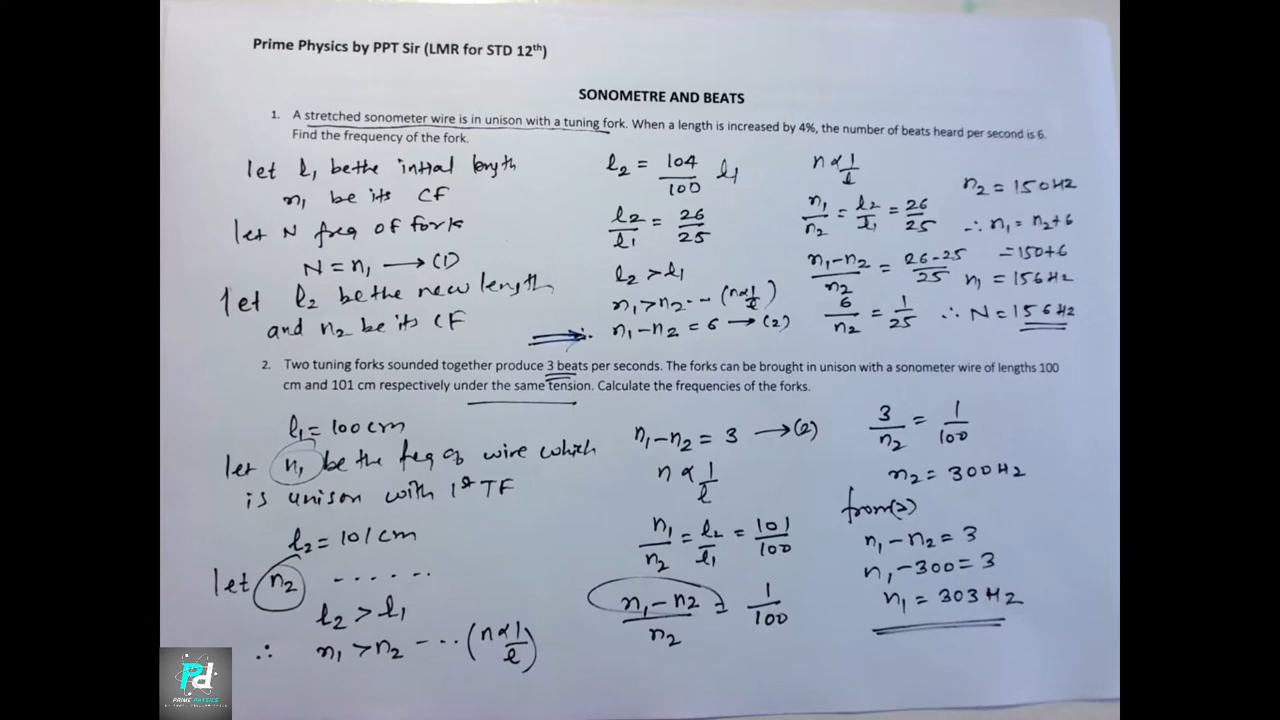 Prime Physics by PPT Sir (LMR for STD 12th)
SONOMETRE AND BEATS
1. A stretched sonometer wire is in unison with a tuning fork. When a length is increased by 4%, the number of beats heard per second is 6.
Find the frequency of the fork.
let l₁ be the initial length
n₁ be its CF
let N freq of fork
N = n₁ → (1)
let l₂ be the new length
and n₂ be its CF
l₂ = 104/100 l₁
l₂/l₁ = 26/25
l₂ > l₁
n₁ > n₂ -- (n∝1/l)
⇒ ∴ n₁ - n₂ = 6 → (2)
n ∝ 1/l
n₁/n₂ = l₂/l₁ = 26/25
n₁-n₂/n₂ = 26-25/25
6/n₂ = 1/25
n₂ = 150 Hz
∴ n₁ = n₂+6
= 150+6
n₁ = 156 Hz
∴ N = 156 Hz
2. Two tuning forks sounded together produce 3 beats per seconds. The forks can be brought in unison with a sonometer wire of lengths 100
cm and 101 cm respectively under the same tension. Calculate the frequencies of the forks.
l₁ = 100 cm
let n₁ be the freq of wire which
is unison with 1st TF
l₂ = 101 cm
let n₂ - - - - - -
l₂ > l₁
∴ n₁ > n₂ -- -- (n∝1/l)
n₁ - n₂ = 3 → (2)
n ∝ 1/l
n₁/n₂ = l₂/l₁ = 101/100
n₁-n₂/n₂ = 1/100
3/n₂ = 1/100
n₂ = 300 Hz
from (2)
n₁ - n₂ = 3
n₁ - 300 = 3
n₁ = 303 Hz
Pd
PRIME PHYSICS